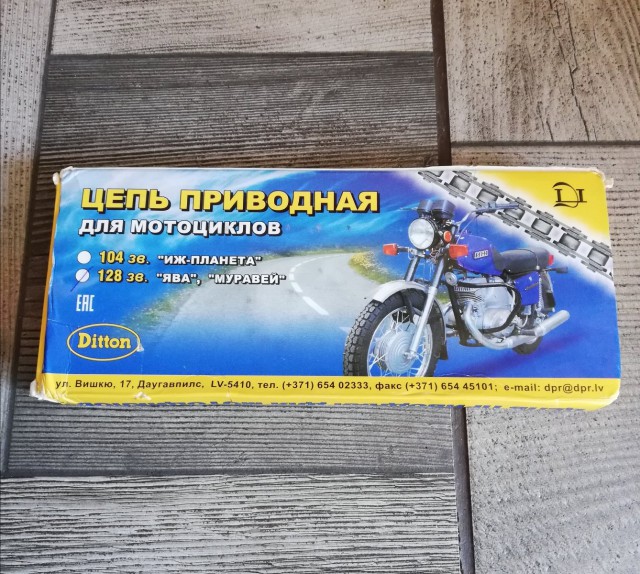 ЦЕПЬ ПРИВОДНАЯ
ДЛЯ МОТОЦИКЛОВ
104 зв. "ИЖ-ПЛАНЕТА"
128 зв. "ЯВА", "МУРАВЕЙ"
EAC
Ditton
ул. Вишкю, 17, Даугавпилс, LV-5410, тел. (+371) 654 02333, факс (+371) 654 45101; e-mail: dpr@dpr.lv